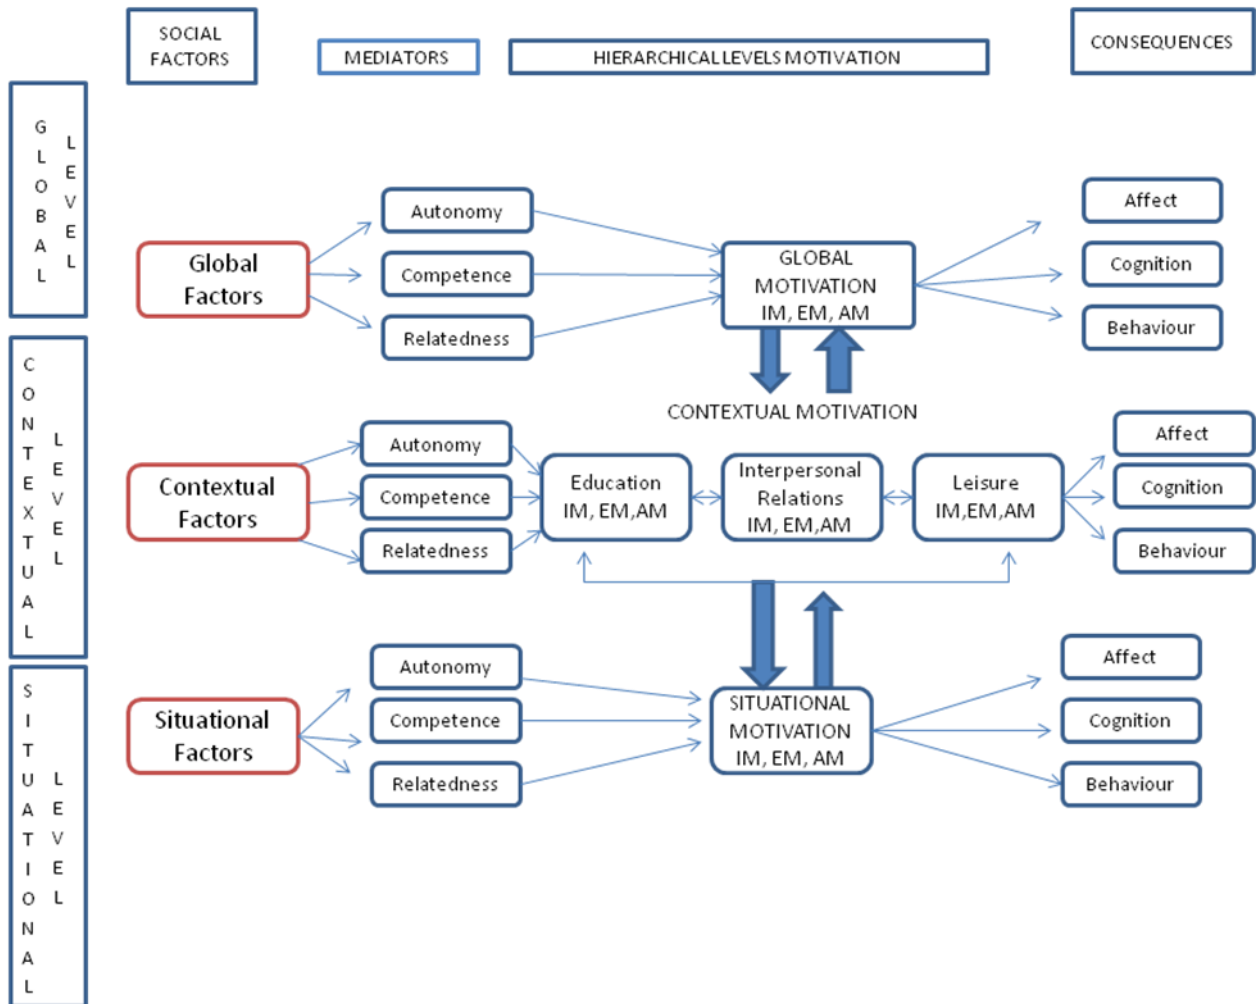 SOCIAL
FACTORS
MEDIATORS
HIERARCHICAL LEVELS MOTIVATION
CONSEQUENCES
GLOBAL
LEVEL
Global
Factors
Autonomy
Competence
Relatedness
GLOBAL
MOTIVATION
IM, EM, AM
Affect
Cognition
Behaviour
CONTEXTUAL
LEVEL
CONTEXTUAL MOTIVATION
Contextual
Factors
Autonomy
Competence
Relatedness
Education
IM, EM,AM
Interpersonal
Relations
IM, EM,AM
Leisure
IM,EM,AM
Affect
Cognition
Behaviour
SITUATIONAL
LEVEL
Situational
Factors
Autonomy
Competence
Relatedness
SITUATIONAL
MOTIVATION
IM, EM, AM
Affect
Cognition
Behaviour